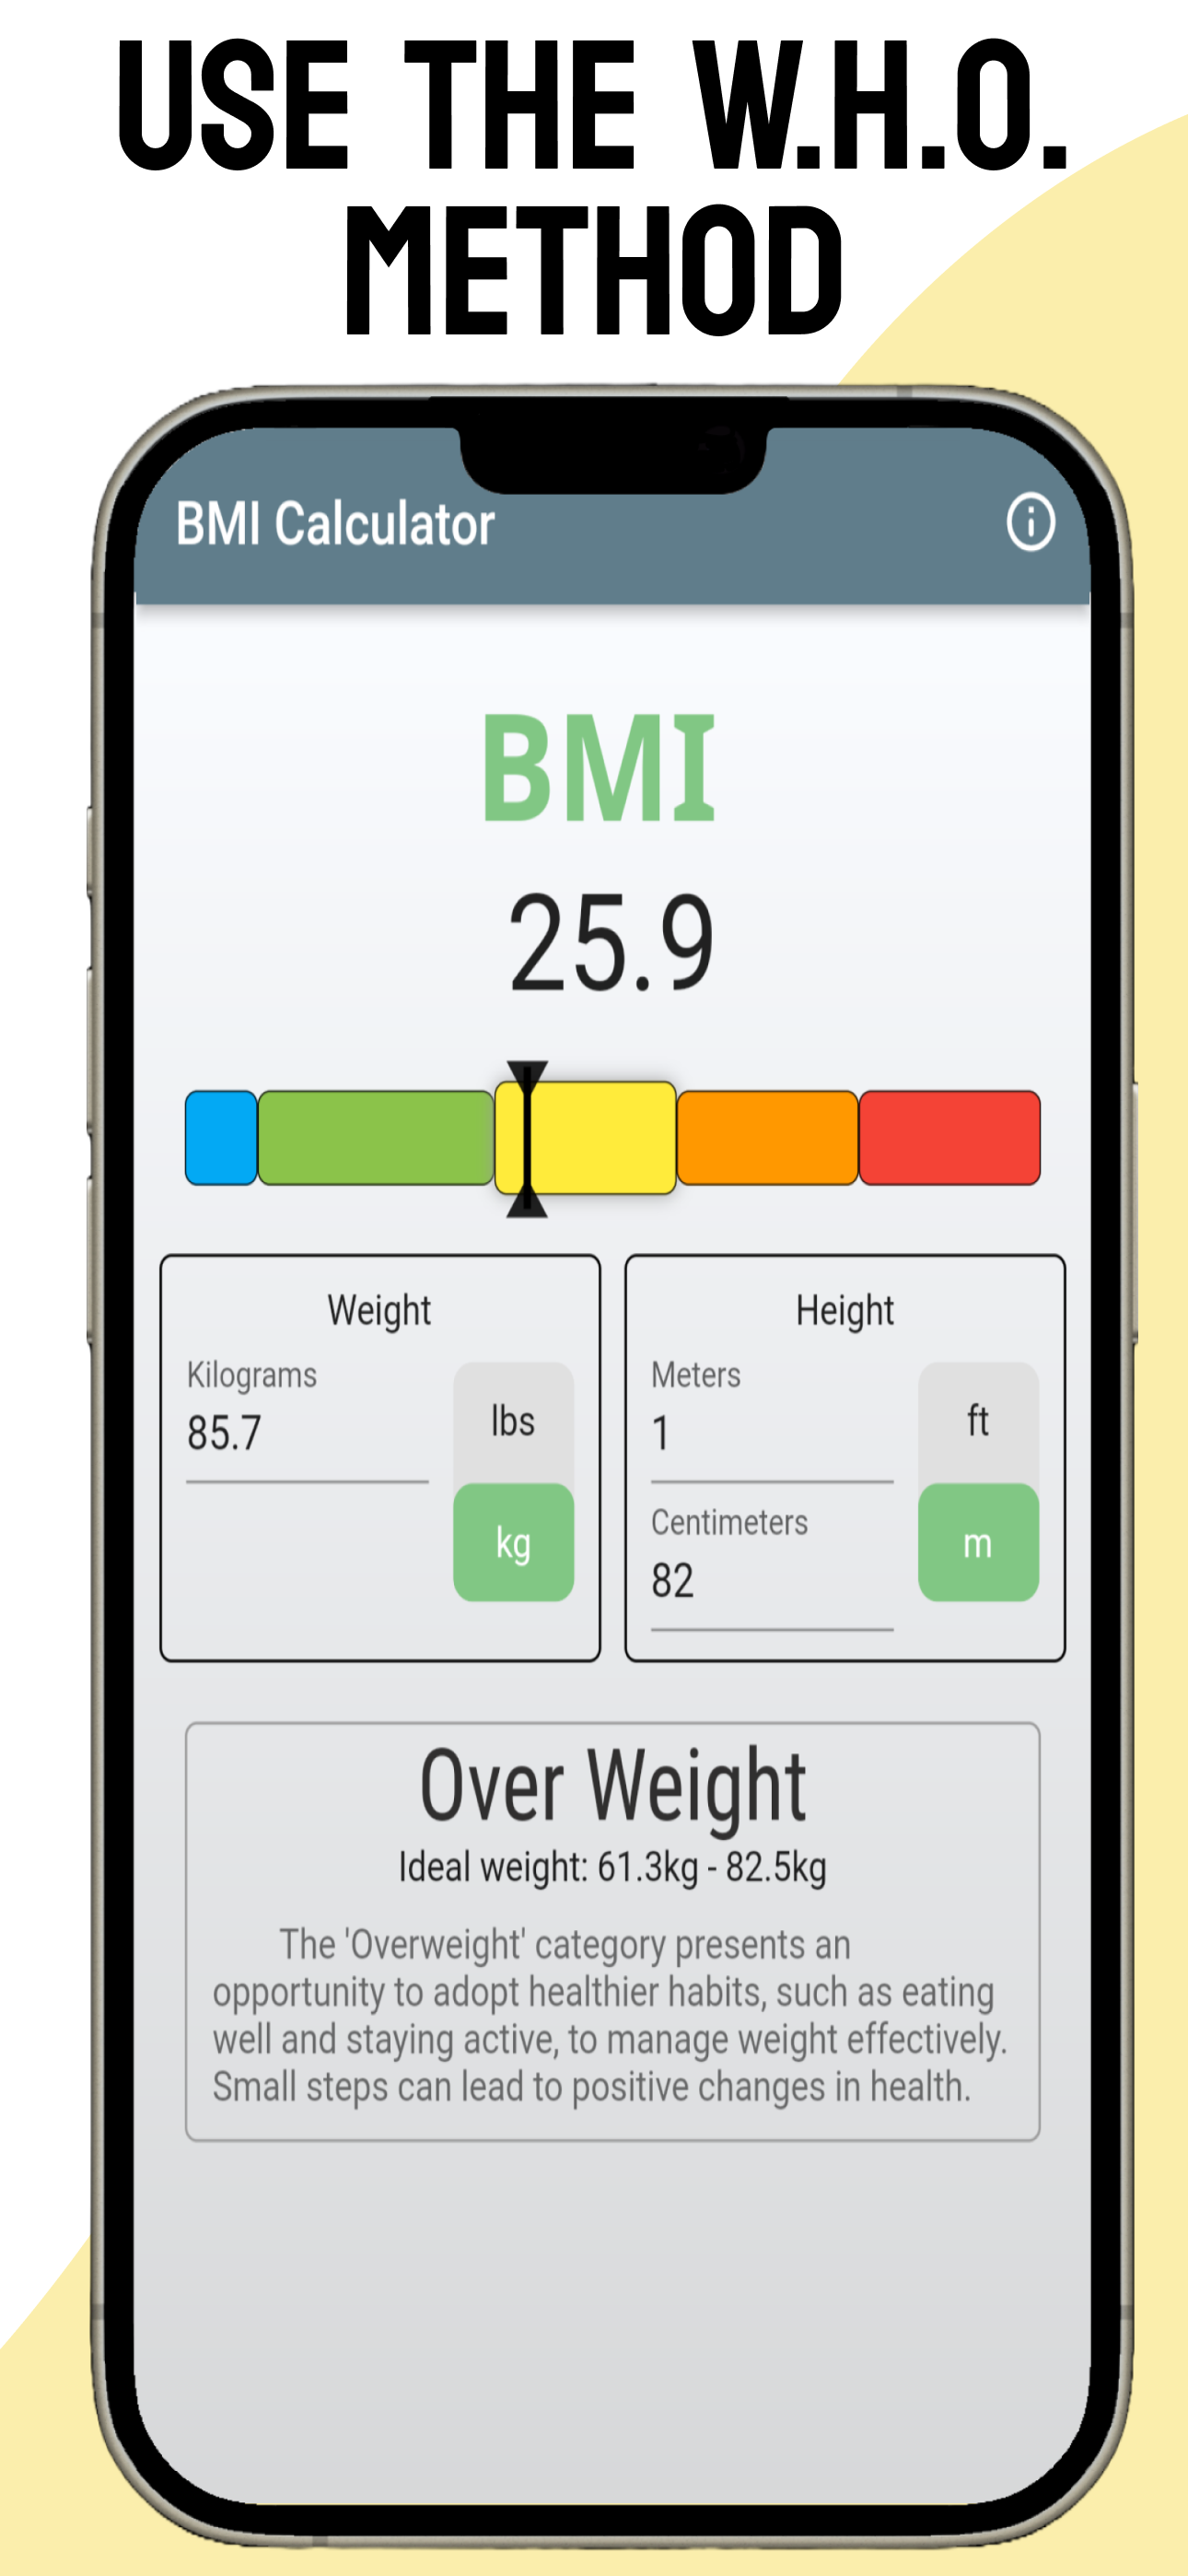 USE THE W.H.O.
METHOD
BMI Calculator
BMI
25.9
Weight
Kilograms
85.7
lbs
kg
Height
Meters
1
ft
Centimeters
82
m
Over Weight
Ideal weight: 61.3kg - 82.5kg
The 'Overweight' category presents an
opportunity to adopt healthier habits, such as eating
well and staying active, to manage weight effectively.
Small steps can lead to positive changes in health.